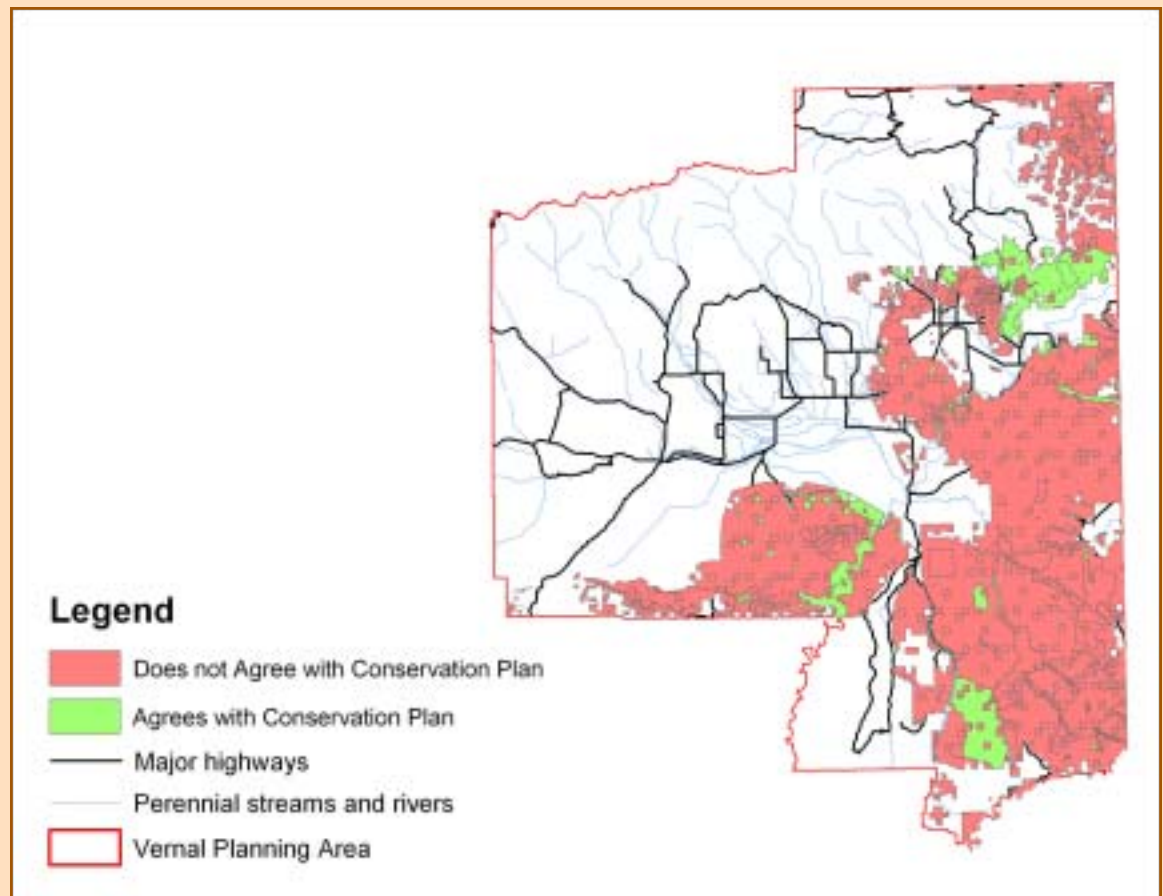 Legend
Does not Agree with Conservation Plan
Agrees with Conservation Plan
Major highways
Perennial streams and rivers
Vernal Planning Area